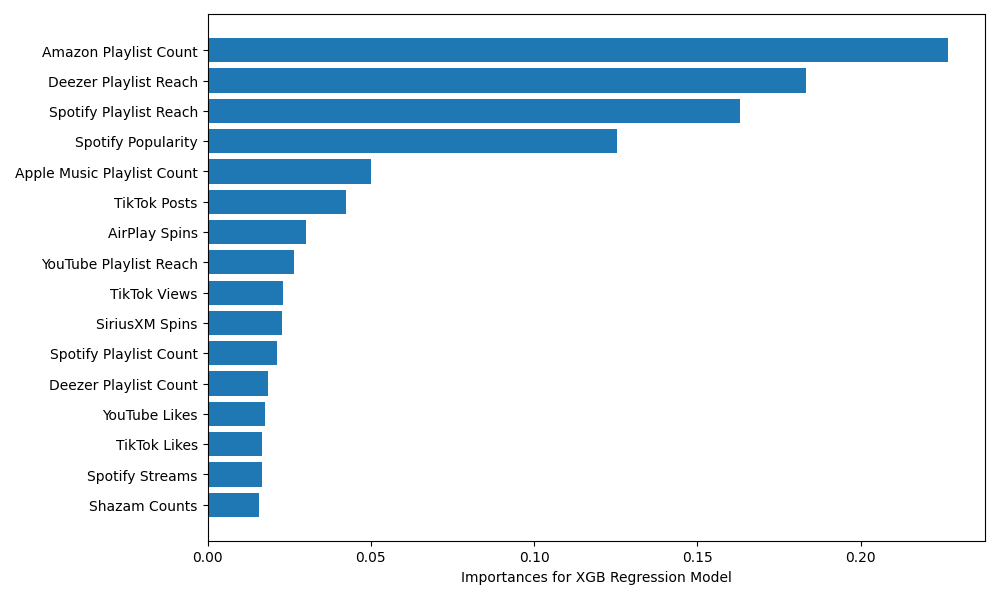 Amazon Playlist Count
Deezer Playlist Reach
Spotify Playlist Reach
Spotify Popularity
Apple Music Playlist Count
TikTok Posts
AirPlay Spins
YouTube Playlist Reach
TikTok Views
SiriusXM Spins
Spotify Playlist Count
Deezer Playlist Count
YouTube Likes
TikTok Likes
Spotify Streams
Shazam Counts
0.00 0.05 0.10 0.15 0.20
Importances for XGB Regression Model